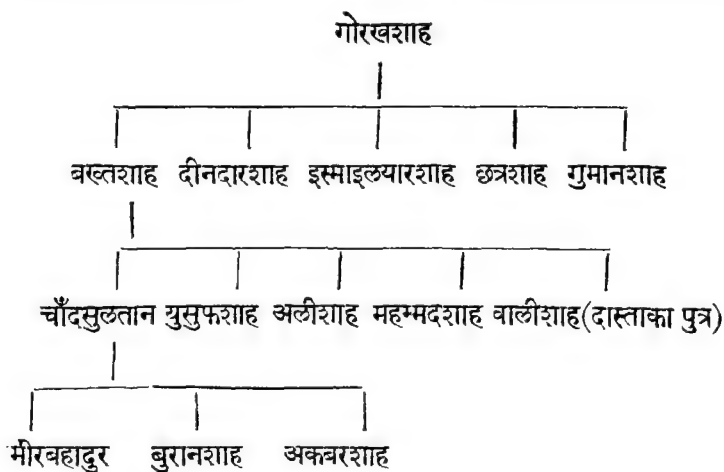 गोरखशाह
बख्तशाह दीनदारशाह इस्माइलयारशाह छत्रशाह गुमानशाह
चाँदसुलतान युसुफशाह अलीशाह महम्मदशाह वालीशाह(दास्ताका पुत्र)
मीरबहादुर बुरानशाह अकबरशाह